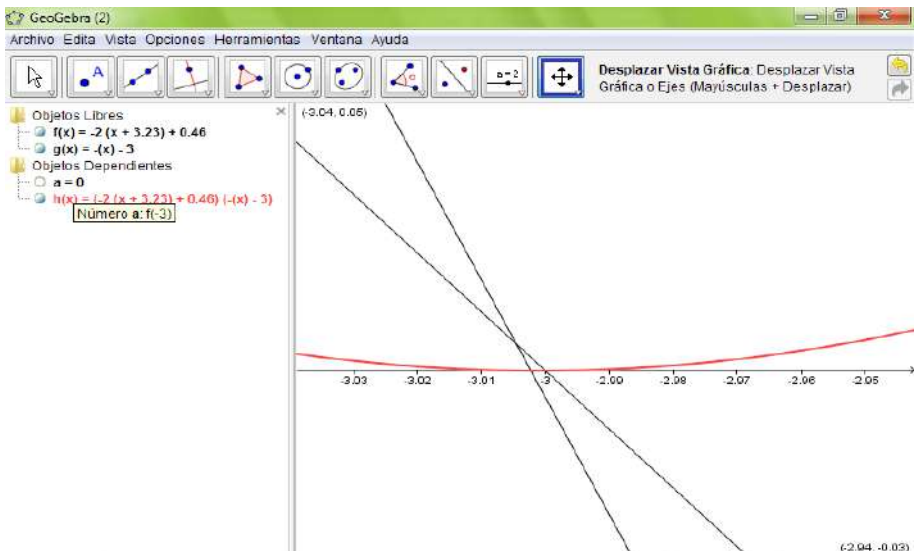 GeoGebra (2)
Archivo Edita Vista Opciones Herramientas Ventana Ayuda
A
α
a=2
Desplazar Vista Gráfica: Desplazar Vista
Gráfica o Ejes (Mayúsculas + Desplazar)
Objetos Libres
f(x) = -2 (x + 3.23) + 0.46
g(x) = -(x) - 3
Objetos Dependientes
a = 0
h(x) = (-2 (x + 3.23) + 0.46) (-(x) - 3)
Número a: f(-3)
(-3.04, 0.05)
-3.03 -3.02 -3.01 -3 -2.99 -2.98 -2.97 -2.96 -2.95
(-2.94, -0.03)